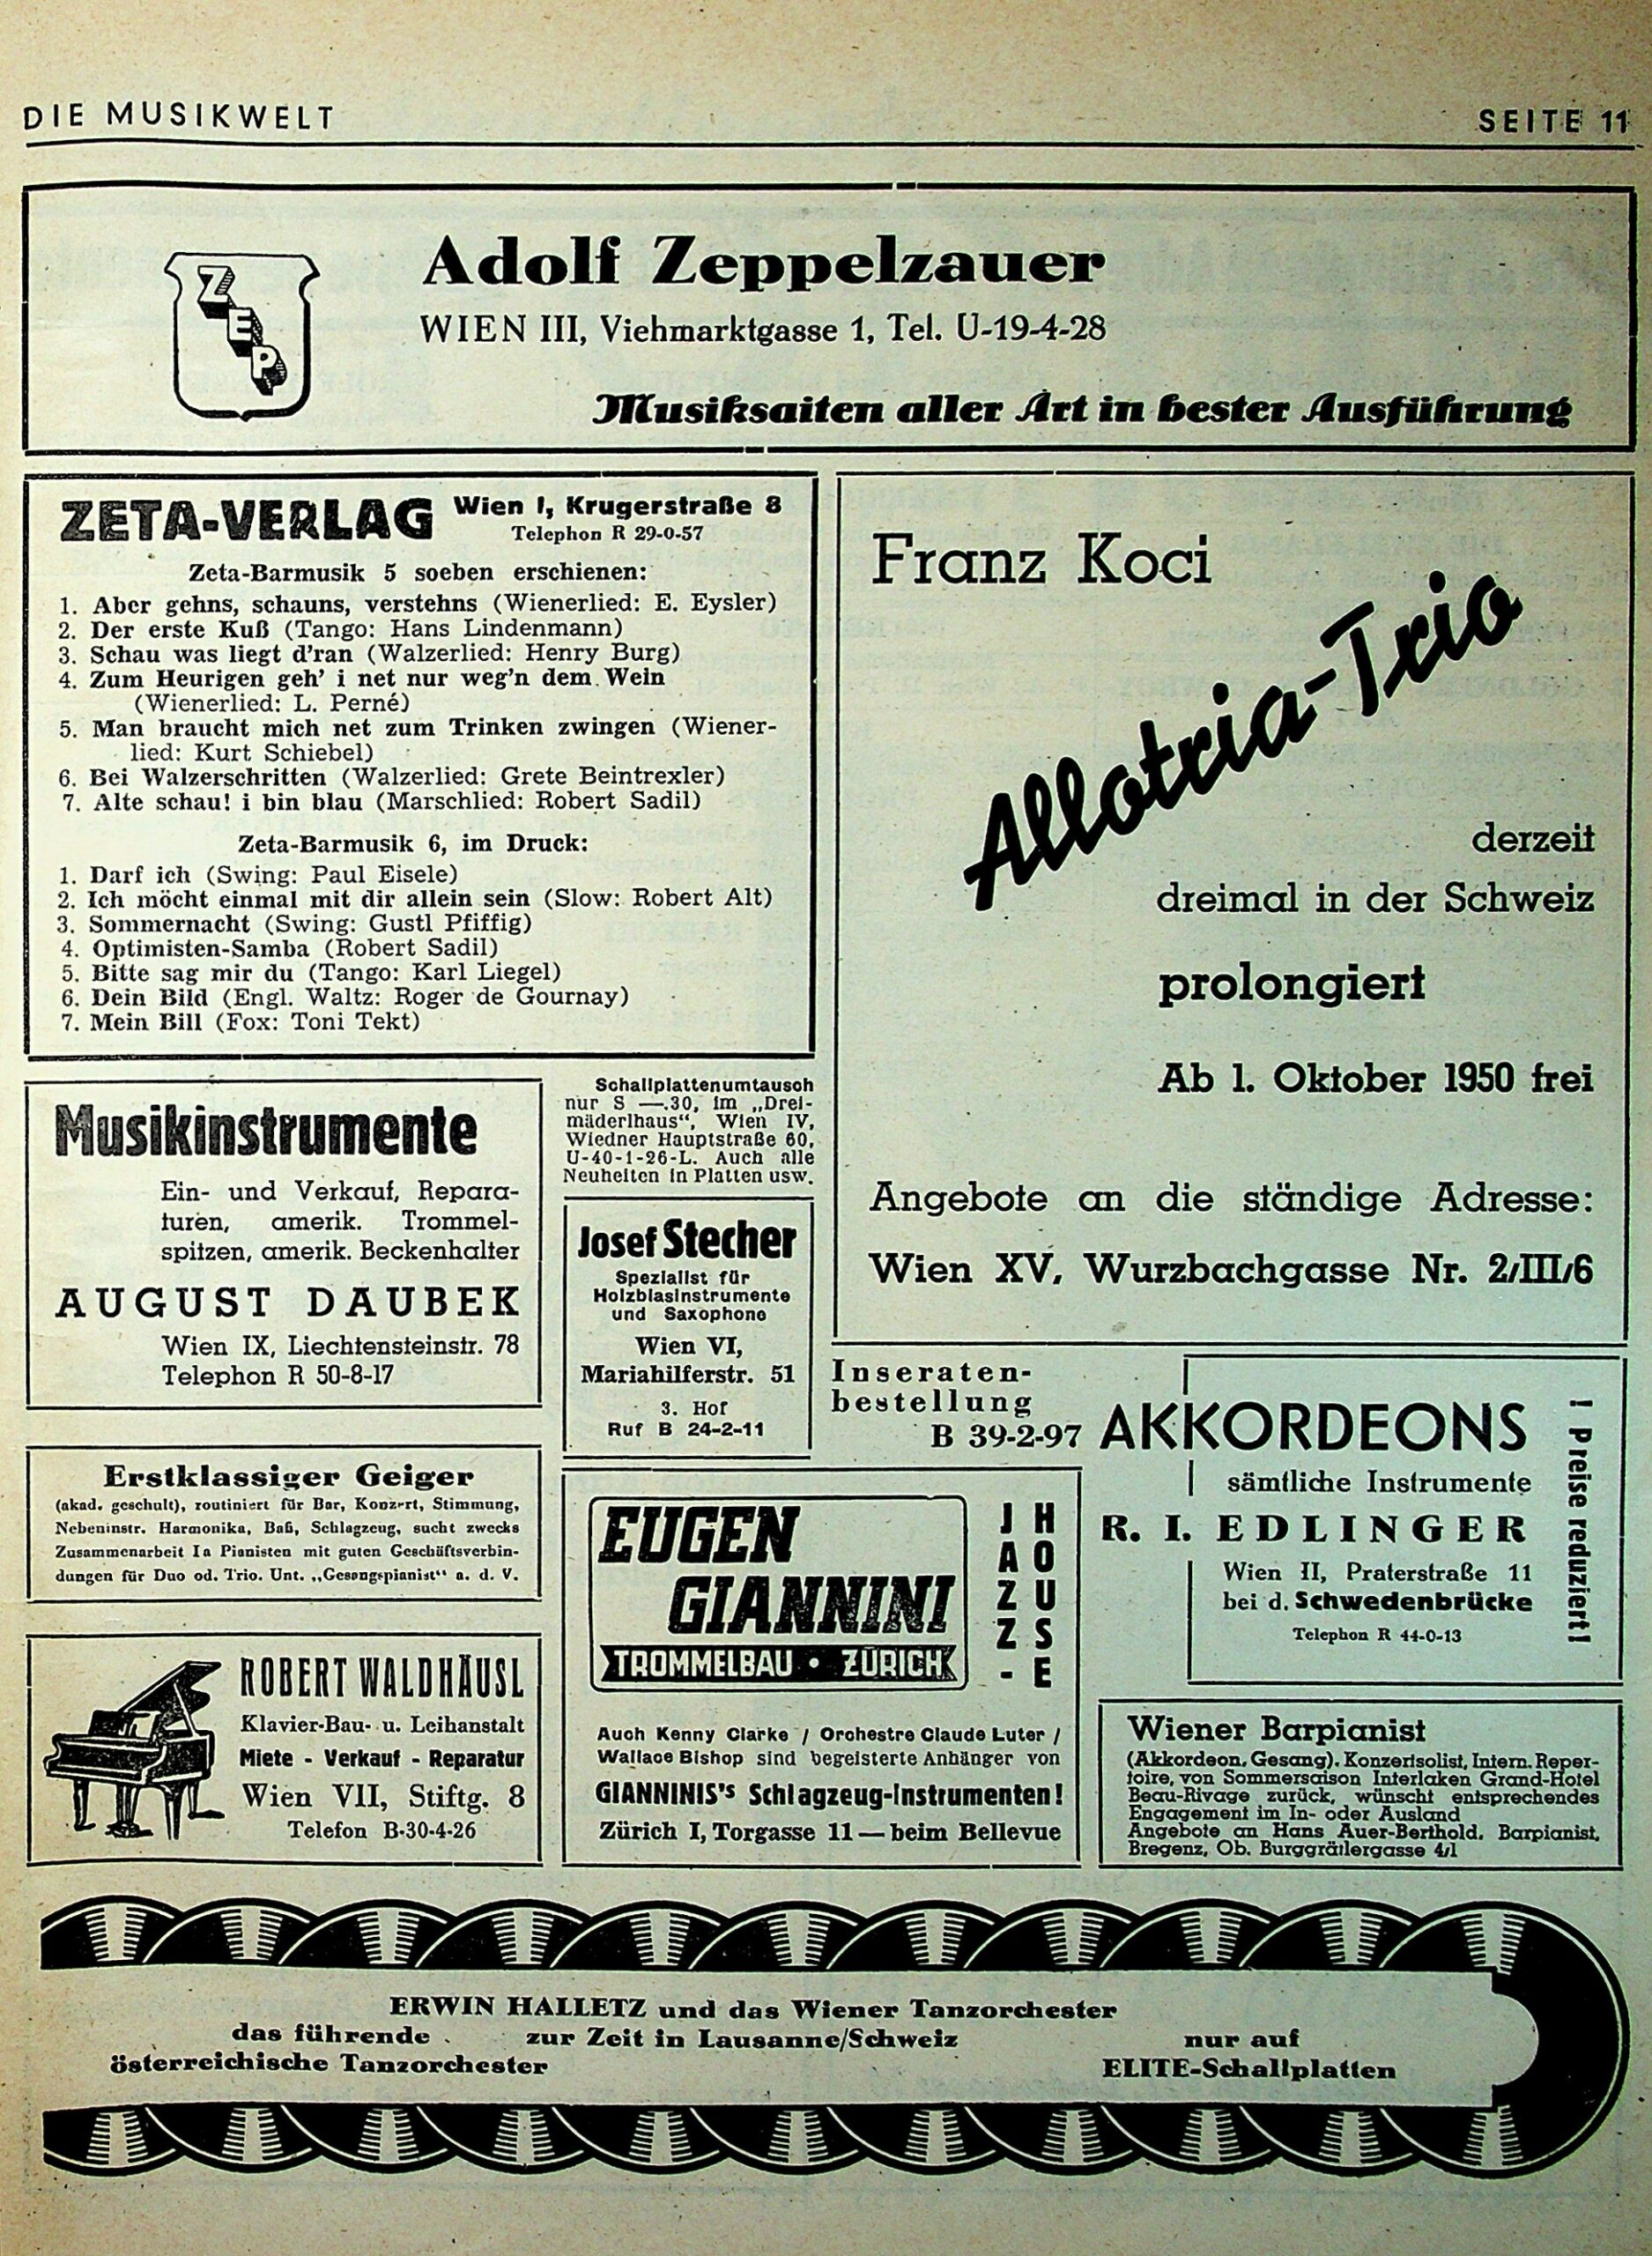 DIE MUSIKWELT
SEITE 11
ZEP
Adolf Zeppelzauer
WIEN III, Viehmarktgasse 1, Tel. U-19-4-28
Musiksaiten aller Art in bester Ausführung
ZETA-VERLAG Wien I, Krugerstraße 8
Telephon R 29-0-57
Zeta-Barmusik 5 soeben erschienen:
1. Aber gehns, schauns, verstehns (Wienerlied: E. Eysler)
2. Der erste Kuß (Tango: Hans Lindenmann)
3. Schau was liegt d'ran (Walzerlied: Henry Burg)
4. Zum Heurigen geh' i net nur weg'n dem Wein
(Wienerlied: L. Perné)
5. Man braucht mich net zum Trinken zwingen (Wiener-
lied: Kurt Schiebel)
6. Bei Walzerschritten (Walzerlied: Grete Beintrexler)
7. Alte schau! i bin blau (Marschlied: Robert Sadil)
Zeta-Barmusik 6, im Druck:
1. Darf ich (Swing: Paul Eisele)
2. Ich möcht einmal mit dir allein sein (Slow: Robert Alt)
3. Sommernacht (Swing: Gustl Pfiffig)
4. Optimisten-Samba (Robert Sadil)
5. Bitte sag mir du (Tango: Karl Liegel)
6. Dein Bild (Engl. Waltz: Roger de Gournay)
7. Mein Bill (Fox: Toni Tekt)
Franz Koci
Allotria-Trio
derzeit
dreimal in der Schweiz
prolongiert
Ab 1. Oktober 1950 frei
Angebote an die ständige Adresse:
Wien XV, Wurzbachgasse Nr. 2/III/6
Musikinstrumente
Ein- und Verkauf, Repara-
turen, amerik. Trommel-
spitzen, amerik. Beckenhalter
AUGUST DAUBEK
Wien IX, Liechtensteinstr. 78
Telephon R 50-8-17
Schallplattenumtausch
nur S —.30, im „Drei-
mäderlhaus“, Wien IV,
Wiedner Hauptstraße 60,
U-40-1-26-L. Auch alle
Neuheiten in Platten usw.
Josef Stecher
Spezialist für
Holzblasinstrumente
und Saxophone
Wien VI,
Mariahilferstr. 51
3. Hof
Ruf B 24-2-11
Inseraten-
bestellung
B 39-2-97
AKKORDEONS
sämtliche Instrumente
R. I. EDLINGER
Wien II, Praterstraße 11
bei d. Schwedenbrücke
Telephon R 44-0-13
! Preise reduziert!
Erstklassiger Geiger
(akad. geschult), routiniert für Bar, Konzert, Stimmung,
Nebeninstr. Harmonika, Baß, Schlagzeug, sucht zwecks
Zusammenarbeit Ia Pianisten mit guten Geschäftsverbin-
dungen für Duo od. Trio. Unt. „Gesangspianist“ a. d. V.
ROBERT WALDHÄUSL
Klavier-Bau- u. Leihanstalt
Miete - Verkauf - Reparatur
Wien VII, Stiftg. 8
Telefon B-30-4-26
EUGEN
GIANNINI
TROMMELBAU • ZÜRICH
JAZZ-
HOUSE
Auch Kenny Clarke / Orchestre Claude Luter /
Wallace Bishop sind begeisterte Anhänger von
GIANNINIS's Schlagzeug-Instrumenten!
Zürich I, Torgasse 11 — beim Bellevue
Wiener Barpianist
(Akkordeon, Gesang), Konzertsolist, Intern. Reper-
toire, von Sommersaison Interlaken Grand-Hotel
Beau-Rivage zurück, wünscht entsprechendes
Engagement im In- oder Ausland
Angebote an Hans Auer-Berthold, Barpianist,
Bregenz, Ob. Burggräflergasse 4/1
ERWIN HALLETZ und das Wiener Tanzorchester
das führende zur Zeit in Lausanne/Schweiz nur auf
österreichische Tanzorchester ELITE-Schallplatten